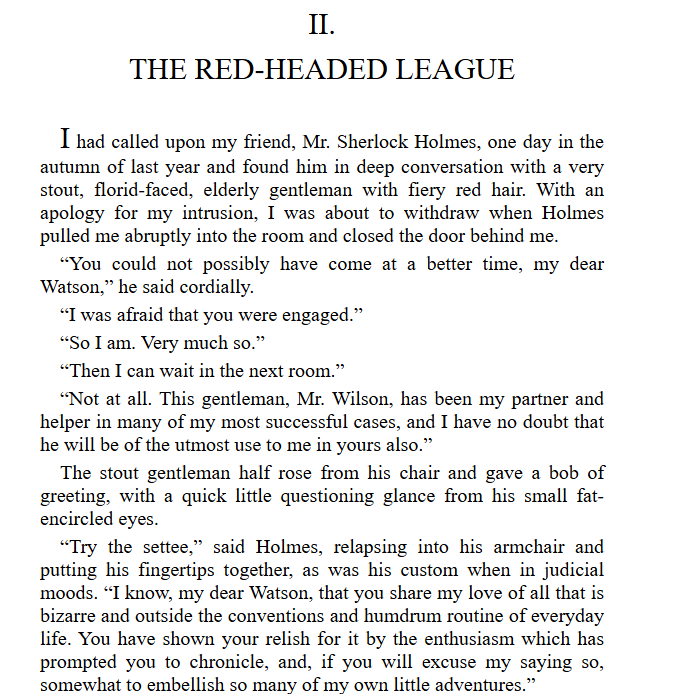 II.
THE RED-HEADED LEAGUE
I had called upon my friend, Mr. Sherlock Holmes, one day in the
autumn of last year and found him in deep conversation with a very
stout, florid-faced, elderly gentleman with fiery red hair. With an
apology for my intrusion, I was about to withdraw when Holmes
pulled me abruptly into the room and closed the door behind me.
“You could not possibly have come at a better time, my dear
Watson,” he said cordially.
“I was afraid that you were engaged.”
“So I am. Very much so.”
“Then I can wait in the next room.”
“Not at all. This gentleman, Mr. Wilson, has been my partner and
helper in many of my most successful cases, and I have no doubt that
he will be of the utmost use to me in yours also.”
The stout gentleman half rose from his chair and gave a bob of
greeting, with a quick little questioning glance from his small fat-
encircled eyes.
“Try the settee,” said Holmes, relapsing into his armchair and
putting his fingertips together, as was his custom when in judicial
moods. “I know, my dear Watson, that you share my love of all that is
bizarre and outside the conventions and humdrum routine of everyday
life. You have shown your relish for it by the enthusiasm which has
prompted you to chronicle, and, if you will excuse my saying so,
somewhat to embellish so many of my own little adventures.”